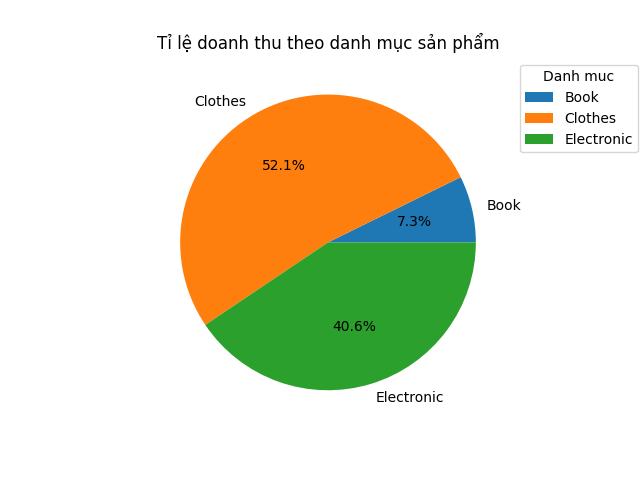 Tỉ lệ doanh thu theo danh mục sản phẩm
Danh muc
Book
Clothes
Electronic
Clothes
52.1%
Book
7.3%
40.6%
Electronic